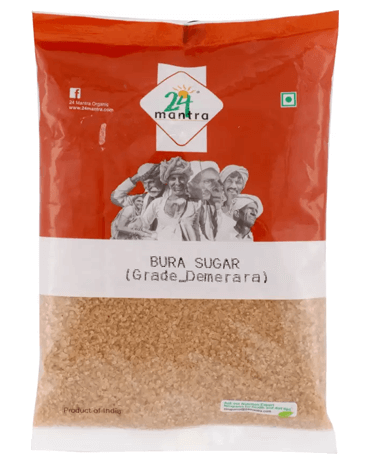 24
mantra
24 Mantra Organic
www.24mantra.com
BURA SUGAR
(Grade_Demerara)
Product of India